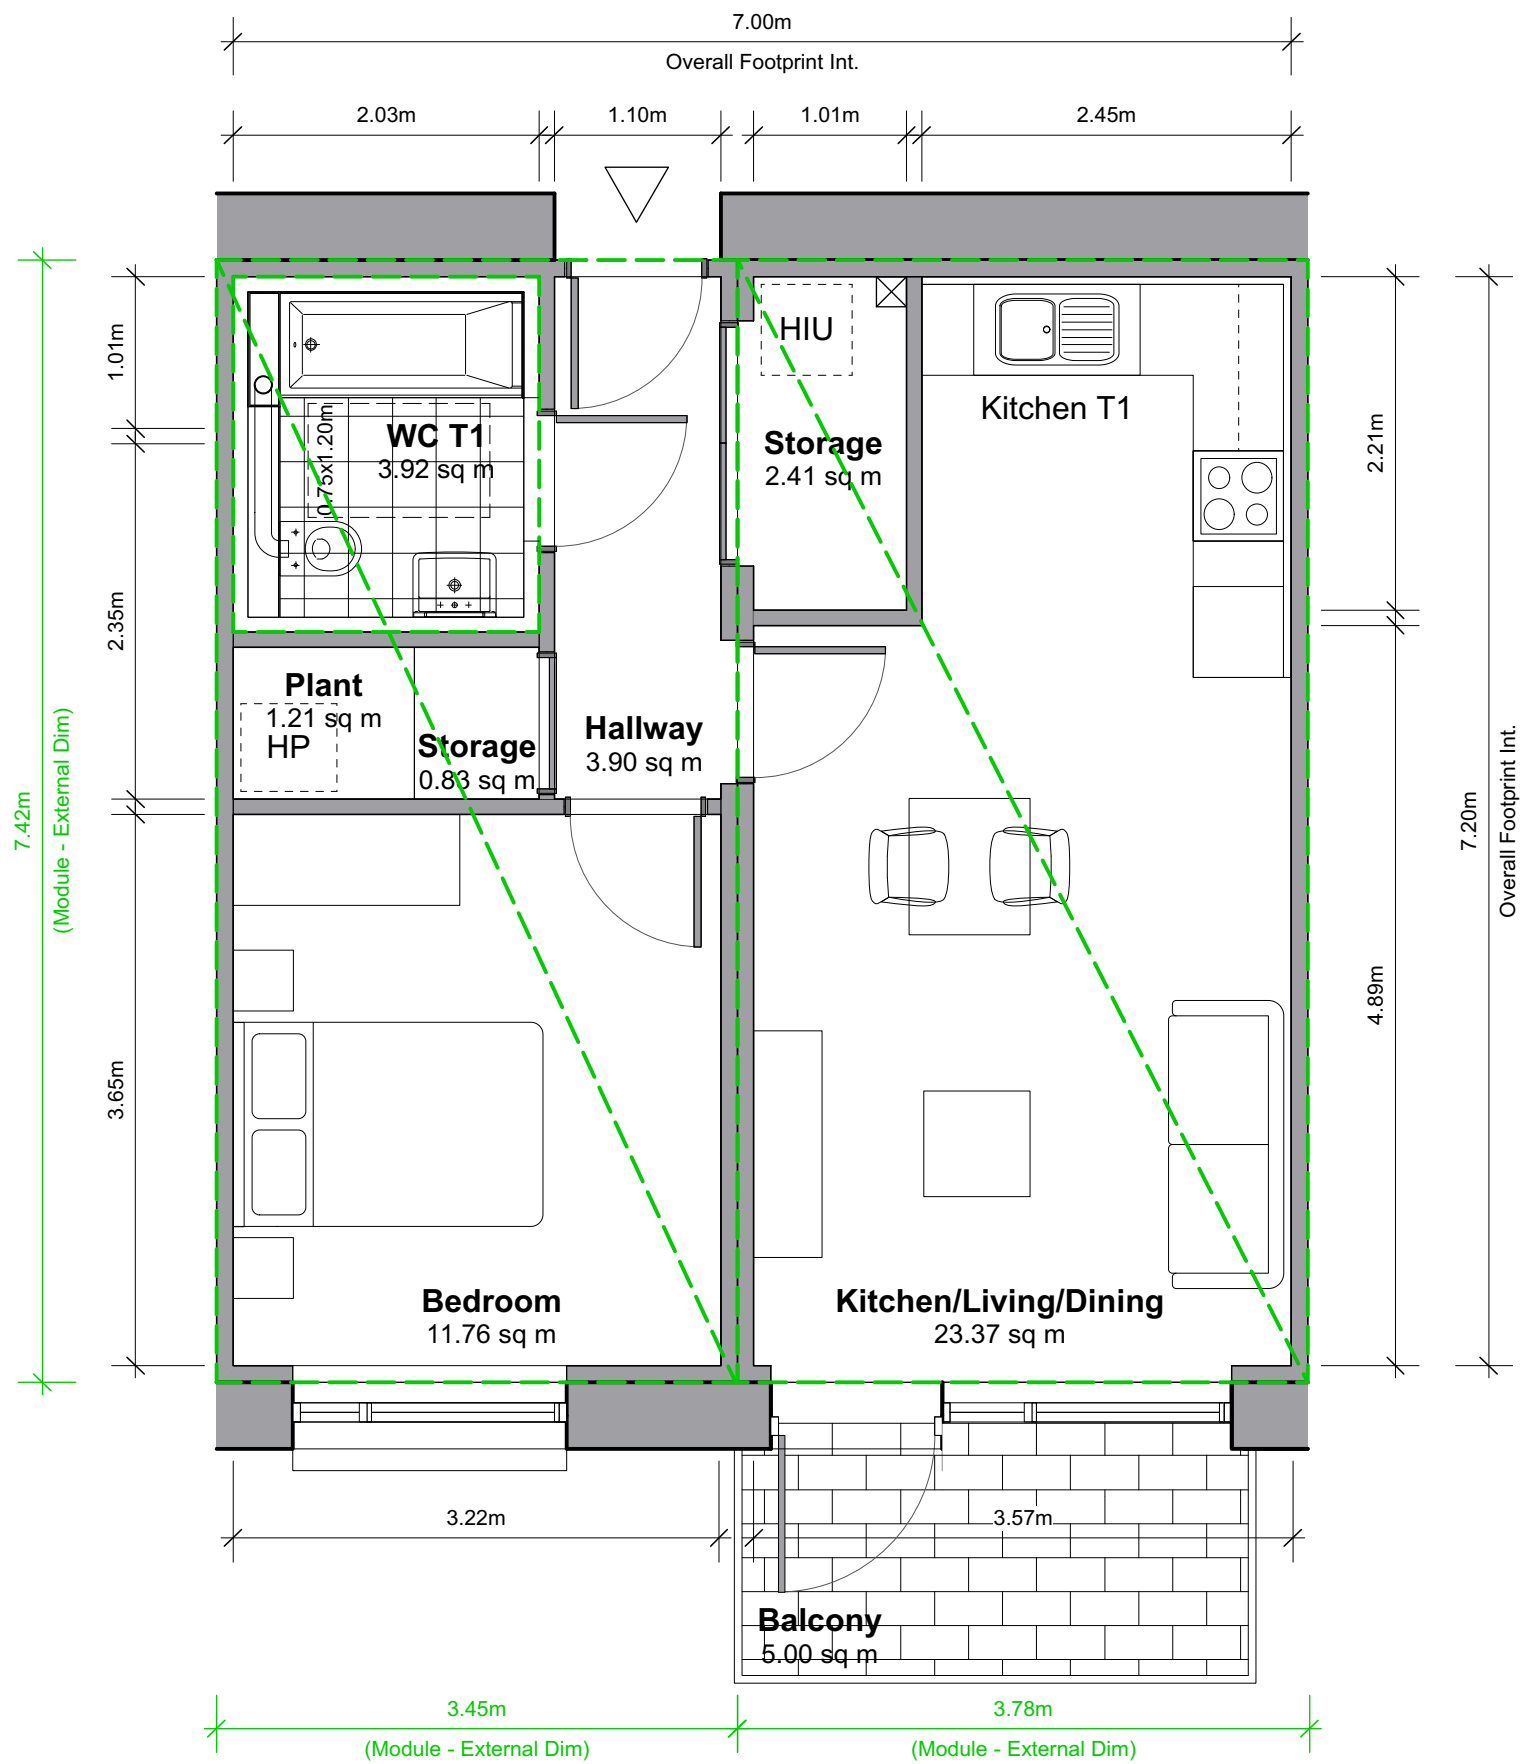 7.00m
Overall Footprint Int.
2.03m
1.10m
1.01m
2.45m
1.01m
2.35m
3.65m
7.42m
(Module - External Dim)
HIU
Kitchen T1
WC T1
3.92 sq m
0.75x1.20m
Storage
2.41 sq m
2.21m
4.89m
7.20m
Overall Footprint Int.
Plant
1.21 sq m
HP
Storage
0.83 sq m
Hallway
3.90 sq m
Bedroom
11.76 sq m
Kitchen/Living/Dining
23.37 sq m
3.22m
3.57m
Balcony
5.00 sq m
3.45m
(Module - External Dim)
3.78m
(Module - External Dim)